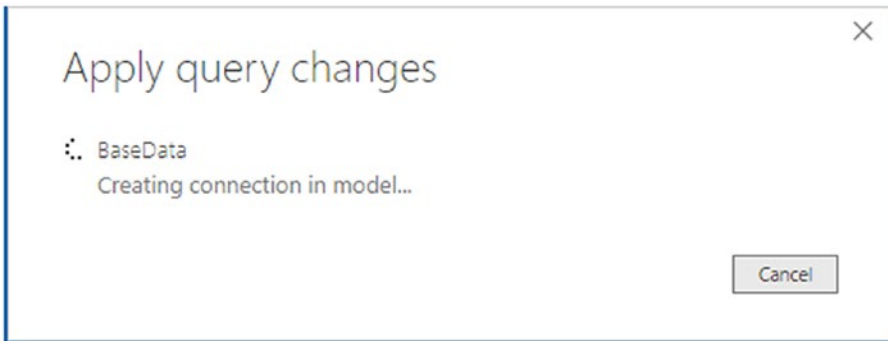 Apply query changes
BaseData
Creating connection in model...
Cancel